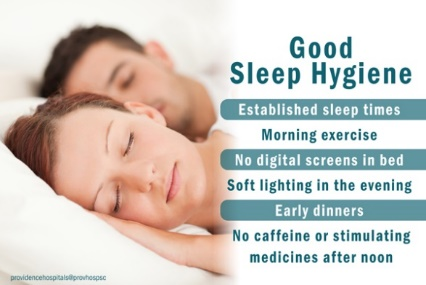 Good
Sleep Hygiene
Established sleep times
Morning exercise
No digital screens in bed
Soft lighting in the evening
Early dinners
No caffeine or stimulating
medicines after noon
providencehospitals@provhospsc